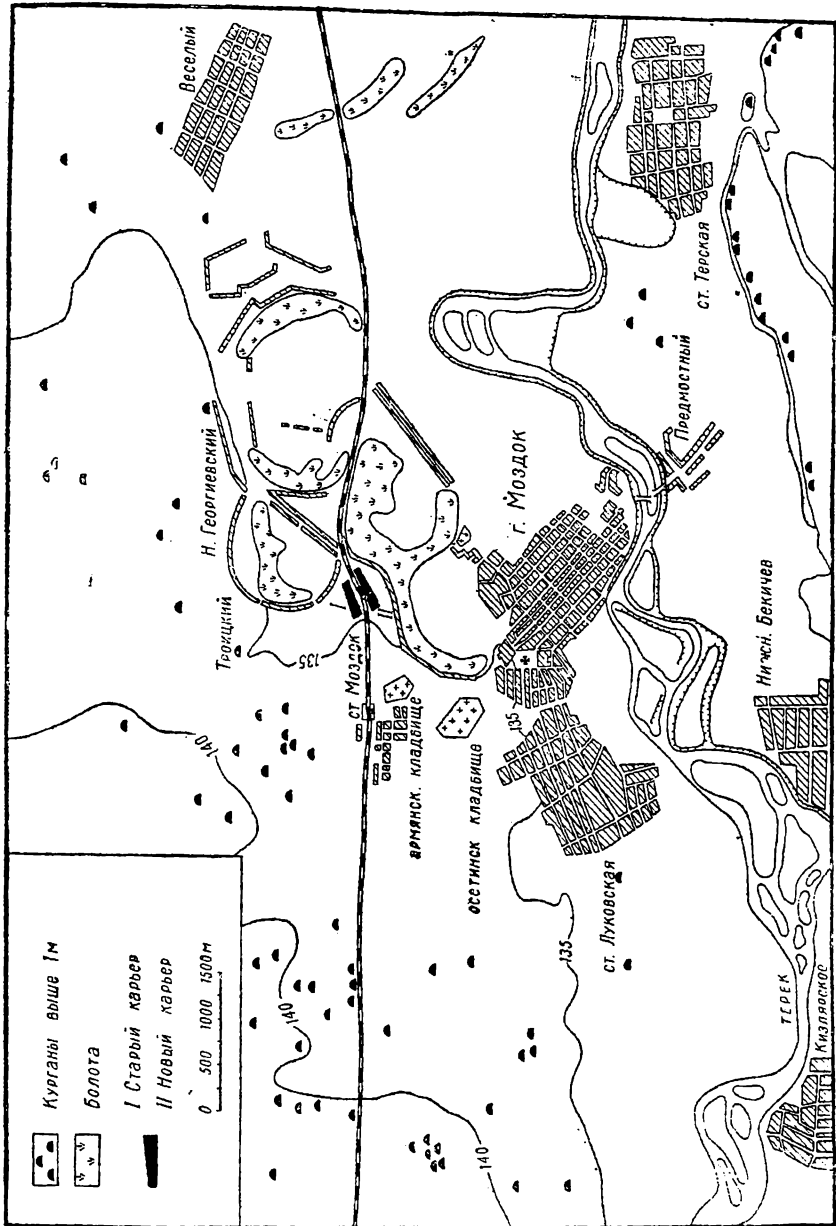 Курганы выше 1м
Болота
I Старый карьер
II Новый карьер
0 500 1000 1500м
Веселый
Н. Георгиевский
Троицкий
135
140
ст Моздок
армянск. кладбище
осетинск кладбище
г. Моздок
135
ст. Луковская
ст. Терская
Предмостный
Нижн. Бекичев
ТЕРЕК
Кизлярское
140
135
140